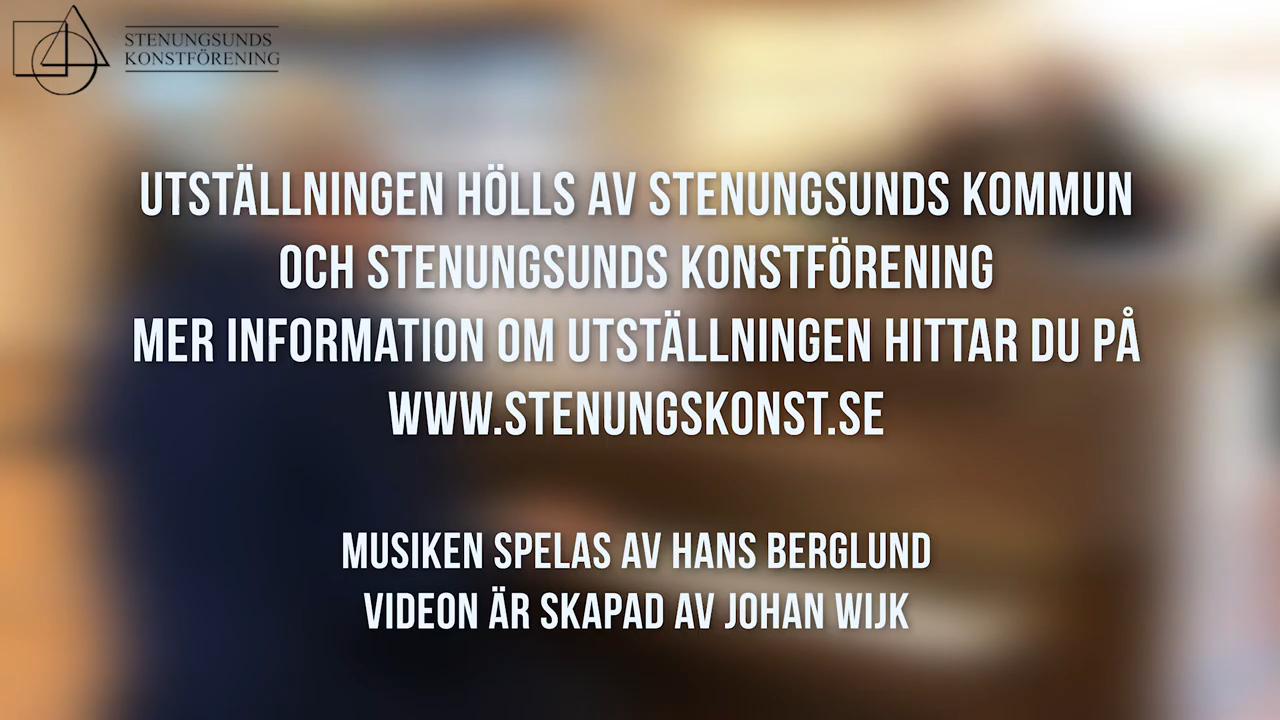 STENUNGSUNDS
KONSTFÖRENING
UTSTÄLLNINGEN HÖLLS AV STENUNGSUNDS KOMMUN
OCH STENUNGSUNDS KONSTFÖRENING
MER INFORMATION OM UTSTÄLLNINGEN HITTAR DU PÅ
WWW.STENUNGSKONST.SE
MUSIKEN SPELAS AV HANS BERGLUND
VIDEON ÄR SKAPAD AV JOHAN WIJK